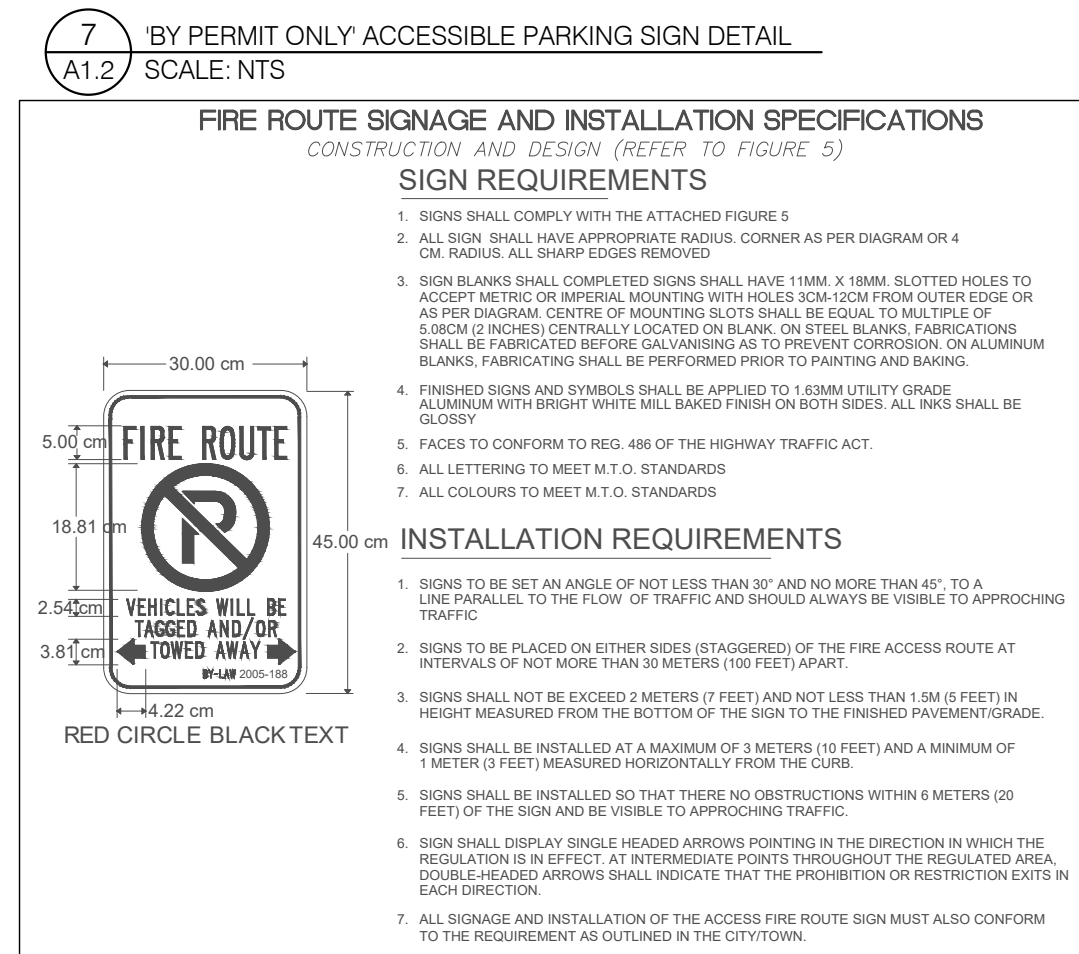 7
'BY PERMIT ONLY' ACCESSIBLE PARKING SIGN DETAIL
A1.2
SCALE: NTS
FIRE ROUTE SIGNAGE AND INSTALLATION SPECIFICATIONS
CONSTRUCTION AND DESIGN (REFER TO FIGURE 5)
30.00 cm
5.00 cm
18.81 cm
2.54 cm
3.81 cm
45.00 cm
4.22 cm
FIRE ROUTE
P
VEHICLES WILL BE
TAGGED AND/OR
TOWED AWAY
BY-LAW 2005-188
RED CIRCLE BLACK TEXT
SIGN REQUIREMENTS
1. SIGNS SHALL COMPLY WITH THE ATTACHED FIGURE 5
2. ALL SIGN SHALL HAVE APPROPRIATE RADIUS. CORNER AS PER DIAGRAM OR 4
CM. RADIUS. ALL SHARP EDGES REMOVED
3. SIGN BLANKS SHALL COMPLETED SIGNS SHALL HAVE 11MM. X 18MM. SLOTTED HOLES TO
ACCEPT METRIC OR IMPERIAL MOUNTING WITH HOLES 3CM-12CM FROM OUTER EDGE OR
AS PER DIAGRAM. CENTRE OF MOUNTING SLOTS SHALL BE EQUAL TO MULTIPLE OF
5.08CM (2 INCHES) CENTRALLY LOCATED ON BLANK. ON STEEL BLANKS, FABRICATIONS
SHALL BE FABRICATED BEFORE GALVANISING AS TO PREVENT CORROSION. ON ALUMINUM
BLANKS, FABRICATING SHALL BE PERFORMED PRIOR TO PAINTING AND BAKING.
4. FINISHED SIGNS AND SYMBOLS SHALL BE APPLIED TO 1.63MM UTILITY GRADE
ALUMINUM WITH BRIGHT WHITE MILL BAKED FINISH ON BOTH SIDES. ALL INKS SHALL BE
GLOSSY
5. FACES TO CONFORM TO REG. 486 OF THE HIGHWAY TRAFFIC ACT.
6. ALL LETTERING TO MEET M.T.O. STANDARDS
7. ALL COLOURS TO MEET M.T.O. STANDARDS
INSTALLATION REQUIREMENTS
1. SIGNS TO BE SET AN ANGLE OF NOT LESS THAN 30° AND NO MORE THAN 45°, TO A
LINE PARALLEL TO THE FLOW OF TRAFFIC AND SHOULD ALWAYS BE VISIBLE TO APPROCHING
TRAFFIC
2. SIGNS TO BE PLACED ON EITHER SIDES (STAGGERED) OF THE FIRE ACCESS ROUTE AT
INTERVALS OF NOT MORE THAN 30 METERS (100 FEET) APART.
3. SIGNS SHALL NOT BE EXCEED 2 METERS (7 FEET) AND NOT LESS THAN 1.5M (5 FEET) IN
HEIGHT MEASURED FROM THE BOTTOM OF THE SIGN TO THE FINISHED PAVEMENT/GRADE.
4. SIGNS SHALL BE INSTALLED AT A MAXIMUM OF 3 METERS (10 FEET) AND A MINIMUM OF
1 METER (3 FEET) MEASURED HORIZONTALLY FROM THE CURB.
5. SIGNS SHALL BE INSTALLED SO THAT THERE NO OBSTRUCTIONS WITHIN 6 METERS (20
FEET) OF THE SIGN AND BE VISIBLE TO APPROCHING TRAFFIC.
6. SIGN SHALL DISPLAY SINGLE HEADED ARROWS POINTING IN THE DIRECTION IN WHICH THE
REGULATION IS IN EFFECT. AT INTERMEDIATE POINTS THROUGHOUT THE REGULATED AREA,
DOUBLE-HEADED ARROWS SHALL INDICATE THAT THE PROHIBITION OR RESTRICTION EXITS IN
EACH DIRECTION.
7. ALL SIGNAGE AND INSTALLATION OF THE ACCESS FIRE ROUTE SIGN MUST ALSO CONFORM
TO THE REQUIREMENT AS OUTLINED IN THE CITY/TOWN.